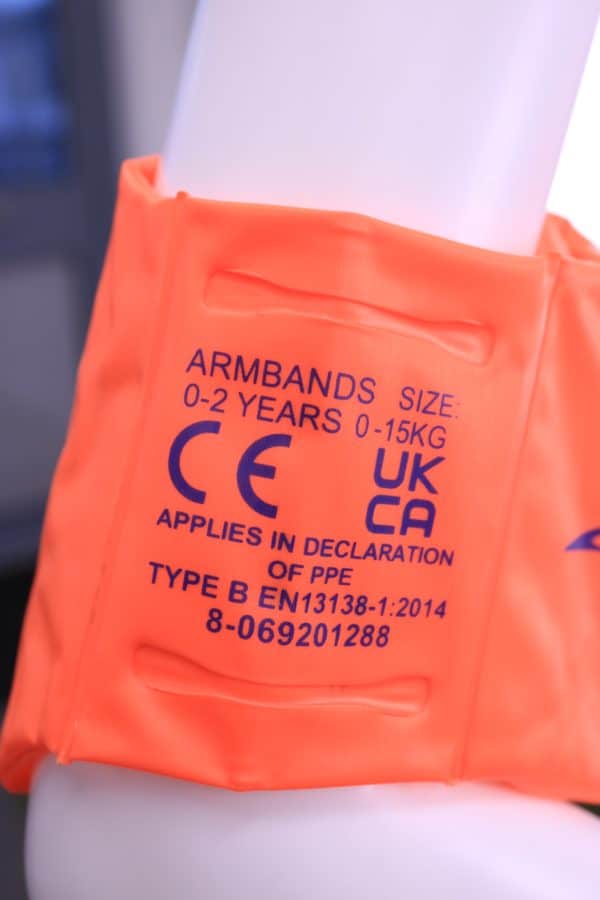 ARMBANDS SIZE:
0-2 YEARS 0-15KG
CE UK
CA
APPLIES IN DECLARATION
OF PPE
TYPE B EN13138-1:2014
8-069201288